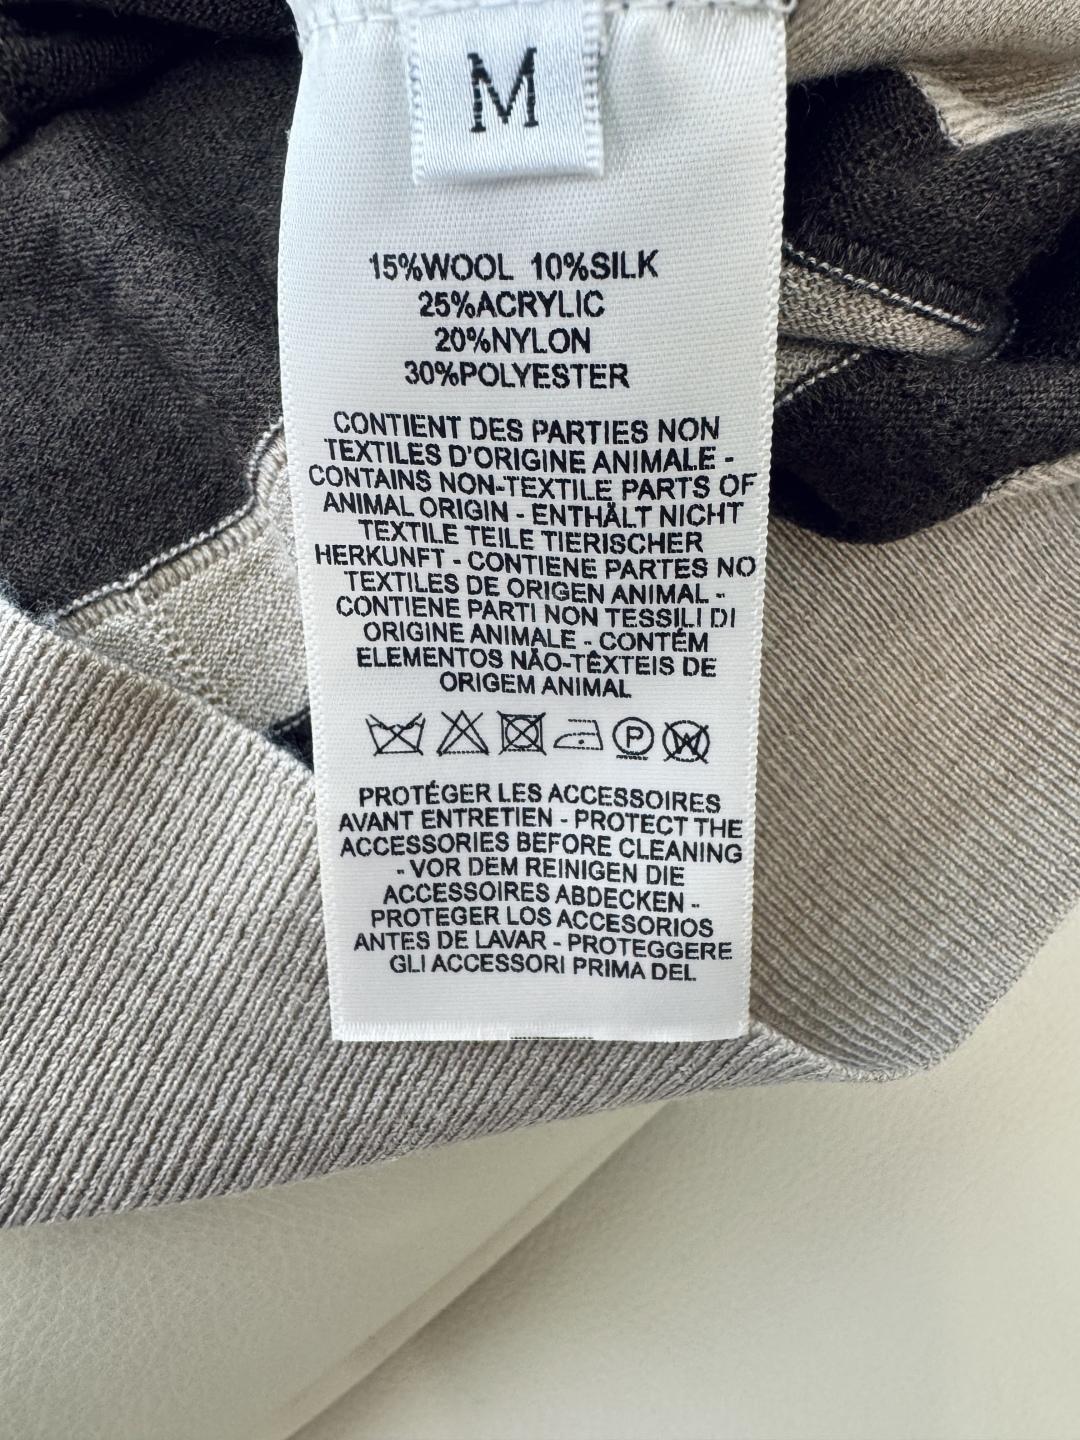 M
15%WOOL 10%SILK
25%ACRYLIC
20%NYLON
30%POLYESTER
CONTIENT DES PARTIES NON
TEXTILES D'ORIGINE ANIMALE -
CONTAINS NON-TEXTILE PARTS OF
ANIMAL ORIGIN - ENTHÄLT NICHT
TEXTILE TEILE TIERISCHER
HERKUNFT - CONTIENE PARTES NO
TEXTILES DE ORIGEN ANIMAL -
CONTIENE PARTI NON TESSILI DI
ORIGINE ANIMALE - CONTÉM
ELEMENTOS NÃO-TÊXTEIS DE
ORIGEM ANIMAL
P W
PROTÉGER LES ACCESSOIRES
AVANT ENTRETIEN - PROTECT THE
ACCESSORIES BEFORE CLEANING
- VOR DEM REINIGEN DIE
ACCESSOIRES ABDECKEN -
PROTEGER LOS ACCESORIOS
ANTES DE LAVAR - PROTEGGERE
GLI ACCESSORI PRIMA DEL